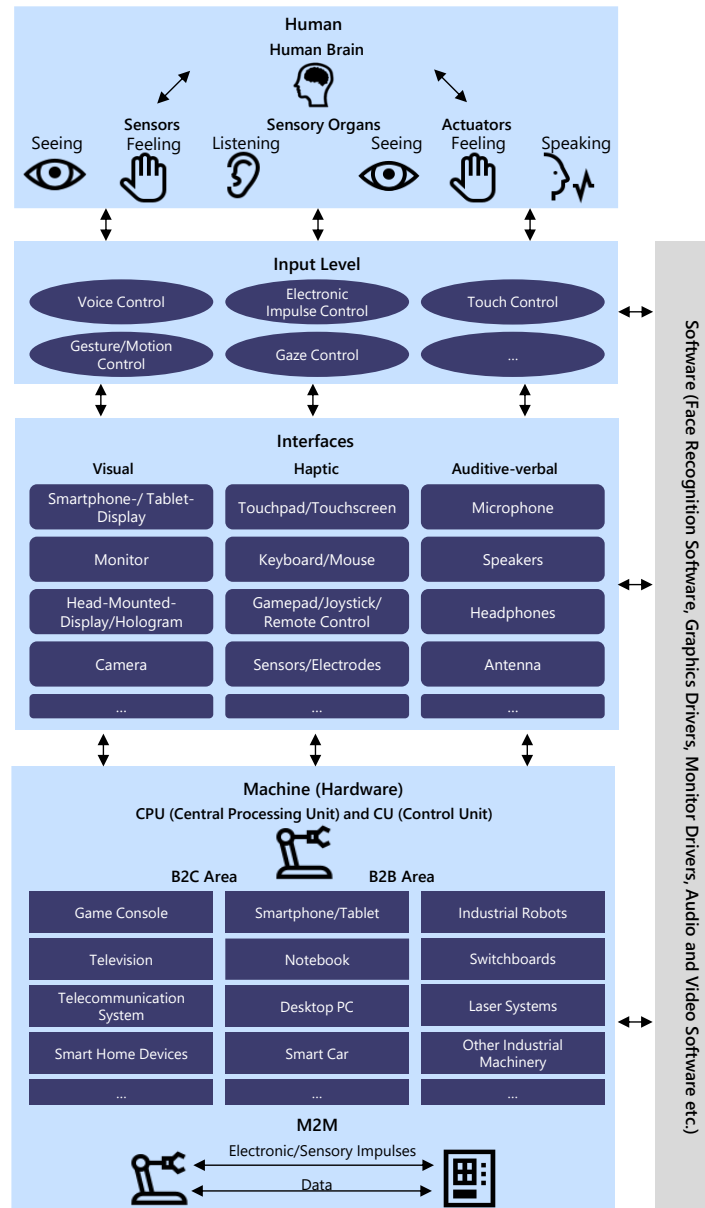 Human
Human Brain
Sensors
Sensory Organs
Actuators
Seeing
Feeling
Listening
Seeing
Feeling
Speaking
Input Level
Voice Control
Electronic
Impulse Control
Touch Control
Gesture/Motion
Control
Gaze Control
...
Interfaces
Visual
Haptic
Auditive-verbal
Smartphone-/ Tablet-
Display
Touchpad/Touchscreen
Microphone
Monitor
Keyboard/Mouse
Speakers
Head-Mounted-
Display/Hologram
Gamepad/Joystick/
Remote Control
Headphones
Camera
Sensors/Electrodes
Antenna
...
...
...
Machine (Hardware)
CPU (Central Processing Unit) and CU (Control Unit)
B2C Area
B2B Area
Game Console
Smartphone/Tablet
Industrial Robots
Television
Notebook
Switchboards
Telecommunication
System
Desktop PC
Laser Systems
Smart Home Devices
Smart Car
Other Industrial
Machinery
...
...
...
M2M
Electronic/Sensory Impulses
Data
Software (Face Recognition Software, Graphics Drivers, Monitor Drivers, Audio and Video Software etc.)